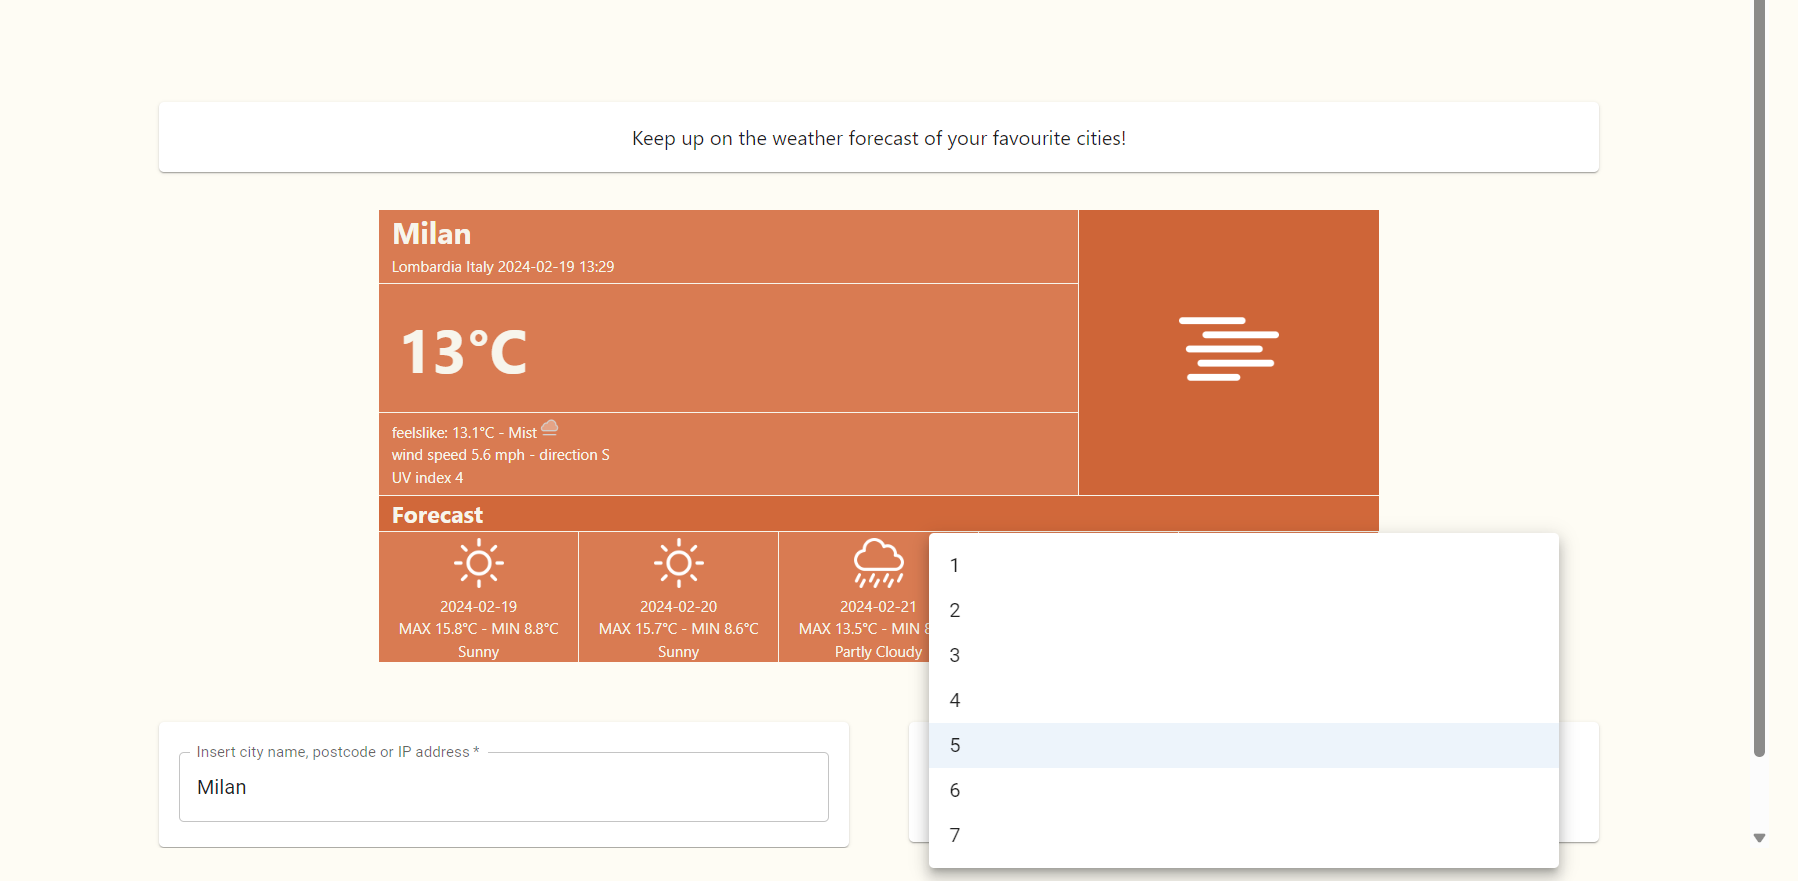 Keep up on the weather forecast of your favourite cities!
Milan
Lombardia Italy 2024-02-19 13:29
13°C
feelslike: 13.1°C - Mist
wind speed 5.6 mph - direction S
UV index 4
Forecast
2024-02-19
MAX 15.8°C - MIN 8.8°C
Sunny
2024-02-20
MAX 15.7°C - MIN 8.6°C
Sunny
2024-02-21
MAX 13.5°C - MIN
Partly Cloudy
1
2
3
4
5
6
7
Insert city name, postcode or IP address *
Milan